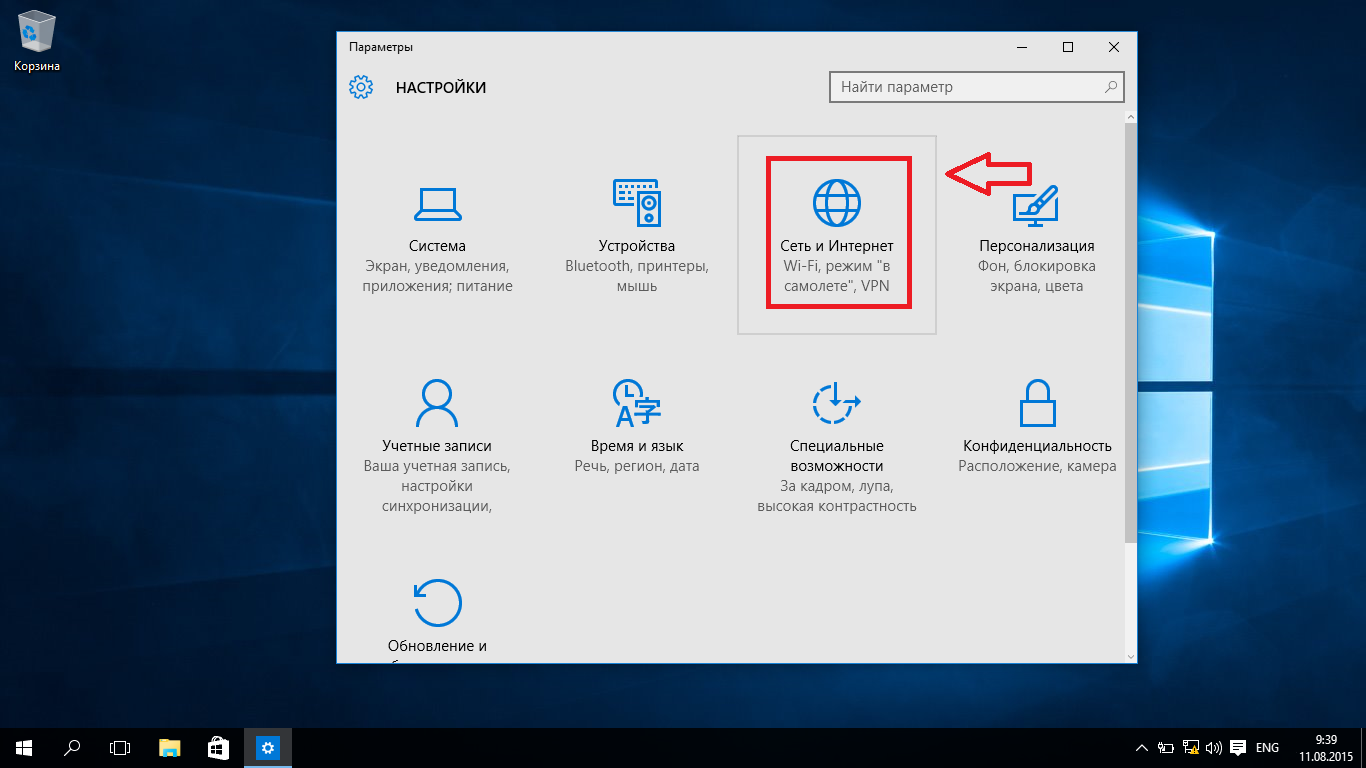 Корзина
Параметры
НАСТРОЙКИ
Найти параметр
Система
Экран, уведомления,
приложения; питание
Устройства
Bluetooth, принтеры,
мышь
Сеть и Интернет
Wi-Fi, режим "в
самолете", VPN
Персонализация
Фон, блокировка
экрана, цвета
Учетные записи
Ваша учетная запись,
настройки
синхронизации,
Время и язык
Речь, регион, дата
Специальные
возможности
За кадром, лупа,
высокая контрастность
Конфиденциальность
Расположение, камера
Обновление и
ENG
9:39
11.08.2015